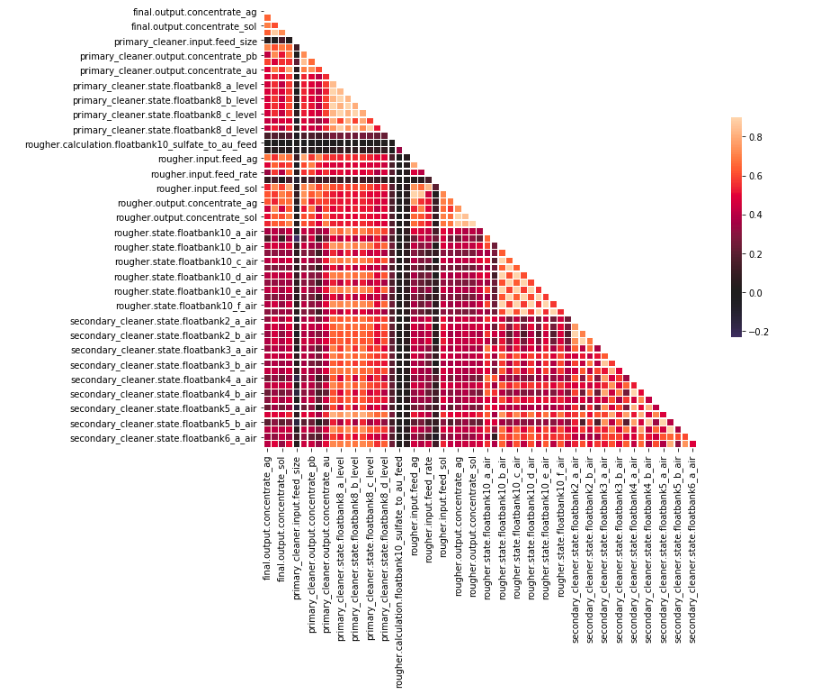 final.output.concentrate_ag
final.output.concentrate_sol
primary_cleaner.input.feed_size
primary_cleaner.output.concentrate_pb
primary_cleaner.output.concentrate_au
primary_cleaner.state.floatbank8_a_level
primary_cleaner.state.floatbank8_b_level
primary_cleaner.state.floatbank8_c_level
primary_cleaner.state.floatbank8_d_level
rougher.calculation.floatbank10_sulfate_to_au_feed
rougher.input.feed_ag
rougher.input.feed_rate
rougher.input.feed_sol
rougher.output.concentrate_ag
rougher.output.concentrate_sol
rougher.state.floatbank10_a_air
rougher.state.floatbank10_b_air
rougher.state.floatbank10_c_air
rougher.state.floatbank10_d_air
rougher.state.floatbank10_e_air
rougher.state.floatbank10_f_air
secondary_cleaner.state.floatbank2_a_air
secondary_cleaner.state.floatbank2_b_air
secondary_cleaner.state.floatbank3_a_air
secondary_cleaner.state.floatbank3_b_air
secondary_cleaner.state.floatbank4_a_air
secondary_cleaner.state.floatbank4_b_air
secondary_cleaner.state.floatbank5_a_air
secondary_cleaner.state.floatbank5_b_air
secondary_cleaner.state.floatbank6_a_air
0.8
0.6
0.4
0.2
0.0
−0.2
final.output.concentrate_ag
final.output.concentrate_sol
primary_cleaner.input.feed_size
primary_cleaner.output.concentrate_pb
primary_cleaner.output.concentrate_au
primary_cleaner.state.floatbank8_a_level
primary_cleaner.state.floatbank8_b_level
primary_cleaner.state.floatbank8_c_level
primary_cleaner.state.floatbank8_d_level
rougher.calculation.floatbank10_sulfate_to_au_feed
rougher.input.feed_ag
rougher.input.feed_rate
rougher.input.feed_sol
rougher.output.concentrate_ag
rougher.output.concentrate_sol
rougher.state.floatbank10_a_air
rougher.state.floatbank10_b_air
rougher.state.floatbank10_c_air
rougher.state.floatbank10_d_air
rougher.state.floatbank10_e_air
rougher.state.floatbank10_f_air
secondary_cleaner.state.floatbank2_a_air
secondary_cleaner.state.floatbank2_b_air
secondary_cleaner.state.floatbank3_a_air
secondary_cleaner.state.floatbank3_b_air
secondary_cleaner.state.floatbank4_a_air
secondary_cleaner.state.floatbank4_b_air
secondary_cleaner.state.floatbank5_a_air
secondary_cleaner.state.floatbank5_b_air
secondary_cleaner.state.floatbank6_a_air